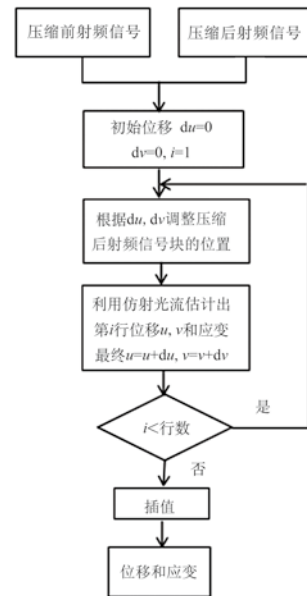 压缩前射频信号
压缩后射频信号
初始位移 du=0
dv=0, i=1
根据du, dv调整压缩
后射频信号块的位置
利用仿射光流估计出
第i行位移u, v和应变
最终u=u+du, v=v+dv
i<行数
是
否
插值
位移和应变